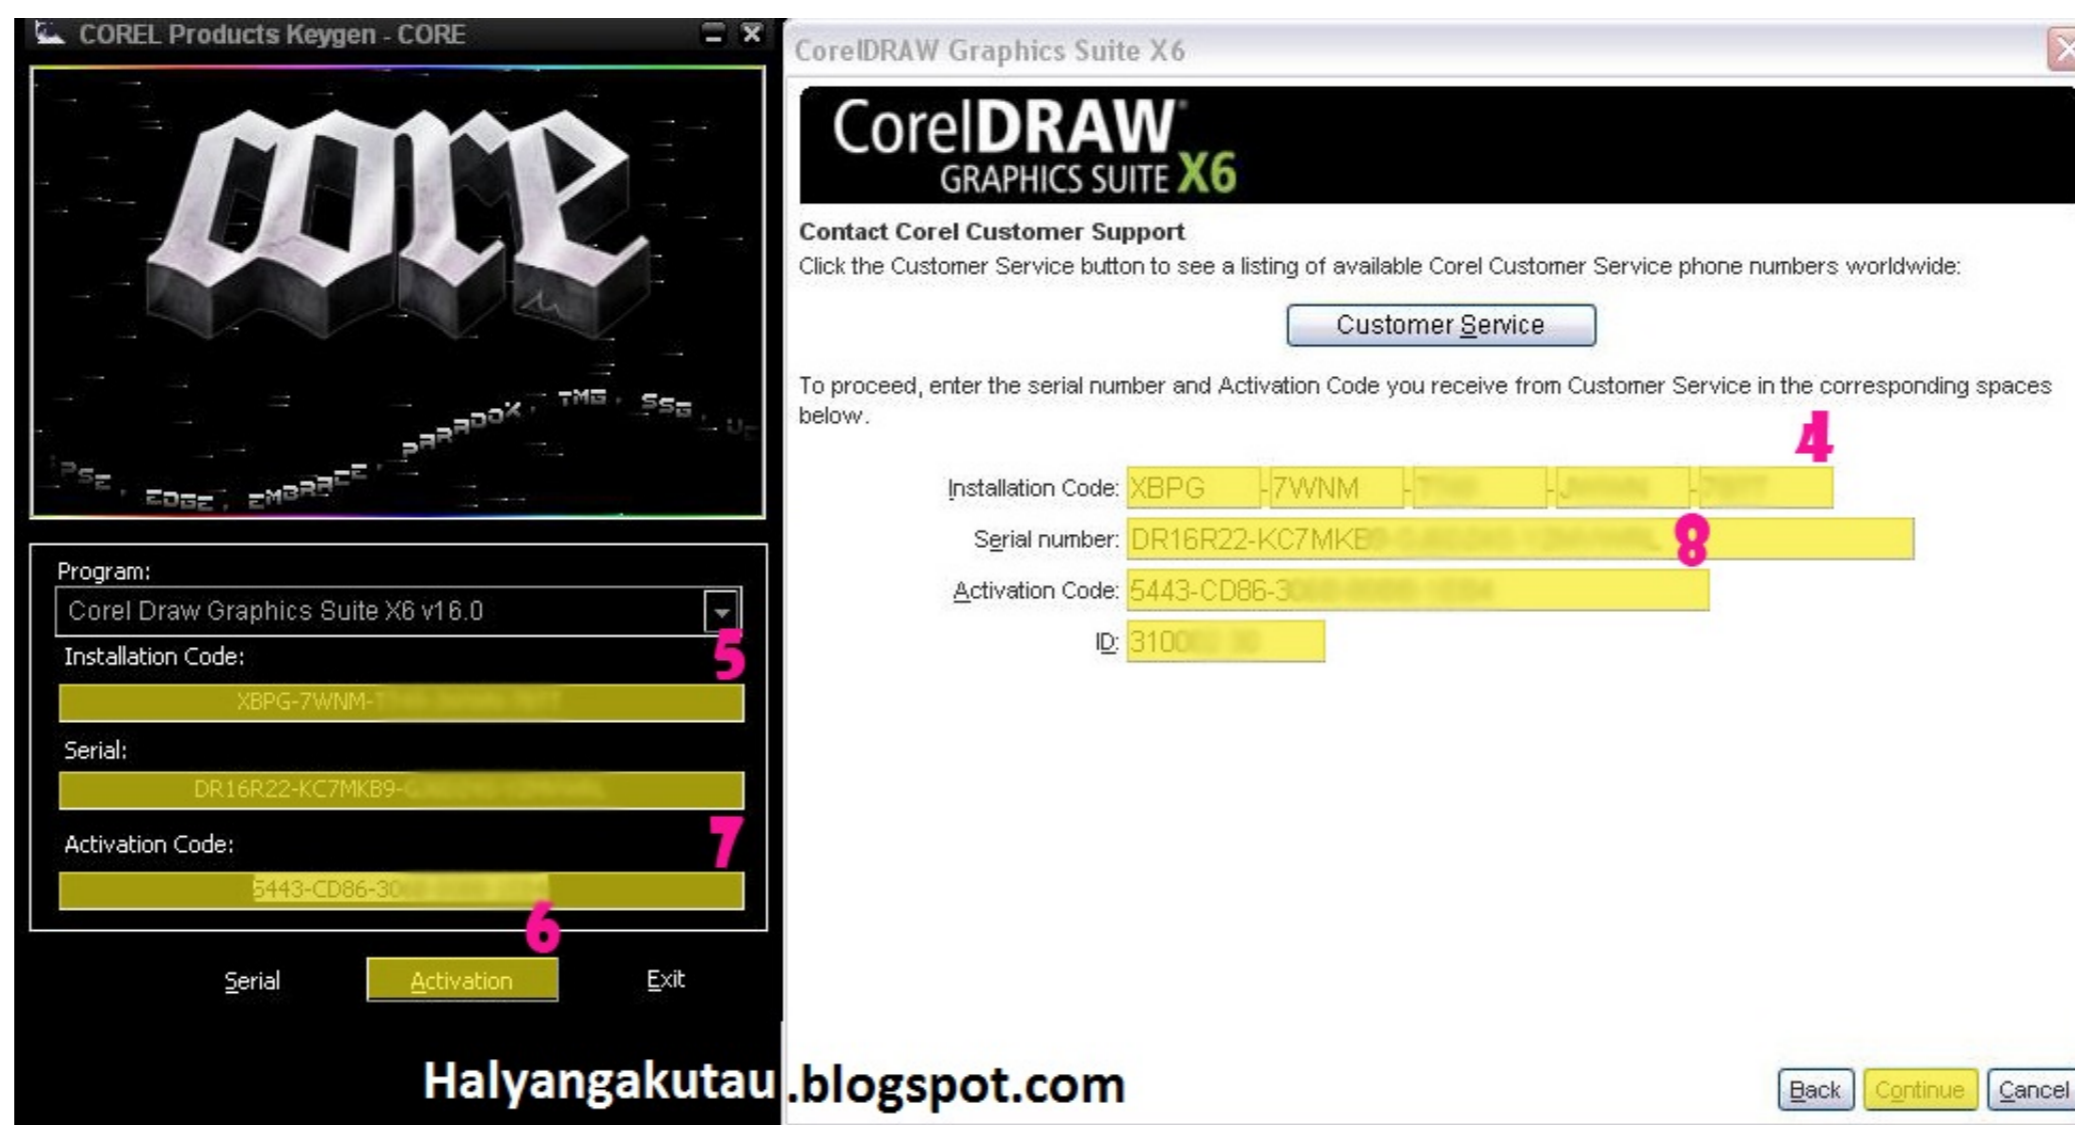 COREL Products Keygen - CORE
core
PARADOX, TMG, SSG,
EDGE, EMBRACE,
Program:
Corel Draw Graphics Suite X6 v16.0
5
Installation Code:
XBPG-7WNM-
Serial:
DR16R22-KC7MKB9-
7
Activation Code:
5443-CD86-30
6
Serial Activation Exit
CorelDRAW Graphics Suite X6
CorelDRAW
GRAPHICS SUITE X6
Contact Corel Customer Support
Click the Customer Service button to see a listing of available Corel Customer Service phone numbers worldwide:
Customer Service
To proceed, enter the serial number and Activation Code you receive from Customer Service in the corresponding spaces
below.
4
Installation Code: XBPG -7WNM - - -
Serial number: DR16R22-KC7MKB 8
Activation Code: 5443-CD86-3
ID: 3100
Back Continue Cancel
Halyangakutau.blogspot.com